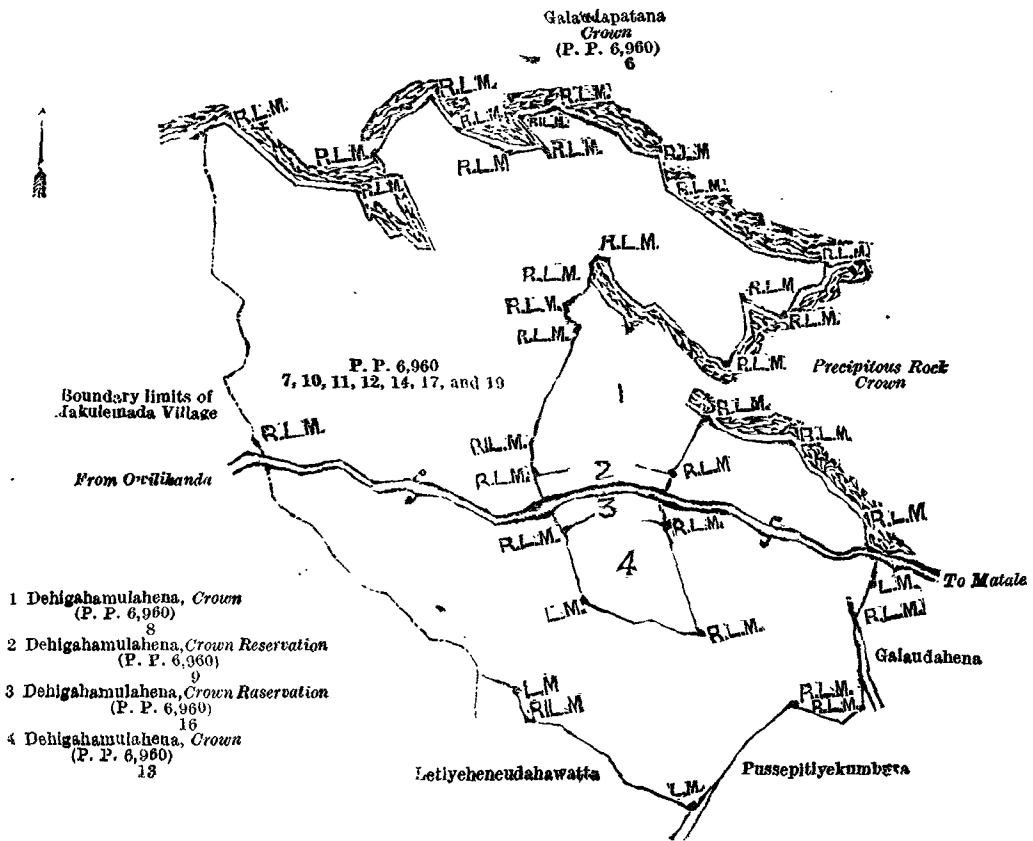 Galaudapatana
Crown
(P. P. 6,960)
6
R.L.M.
R.L.M.
R.L.M.
R.L.M.
R.L.M.
R.L.M.
R.L.M
R.L.M.
R.L.M
R.L.M.
R.L.M.
R.L.M.
R.L.M.
R.L.M.
R.L.M.
R.L.M
R.L.M.
R.L.M.
R.L.M.
R.L.M.
Precipitous Rock
Crown
P. P. 6,960
7, 10, 11, 12, 14, 17, and 19
1
Boundary limits of
Jakulemada Village
R.L.M.
R.L.M.
R.L.M.
R.L.M.
From Ovilikanda
R.L.M.
2
R.L.M
3
R.L.M.
R.L.M.
R.L.M
4
To Matale
L.M.
L.M.
R.L.M.
R.L.M.
Galaudahena
1 Dehigahamulahena, Crown
(P. P. 6,960)
8
2 Dehigahamulahena, Crown Reservation
(P. P. 6,960)
9
3 Dehigahamulahena, Crown Raservation
(P. P. 6,960)
16
4 Dehigahamulahena, Crown
(P. P. 6,960)
13
L.M
R.L.M
R.L.M.
R.L.M.
Letiyeheneudahawatta
L.M.
Pussepitiyekumbura